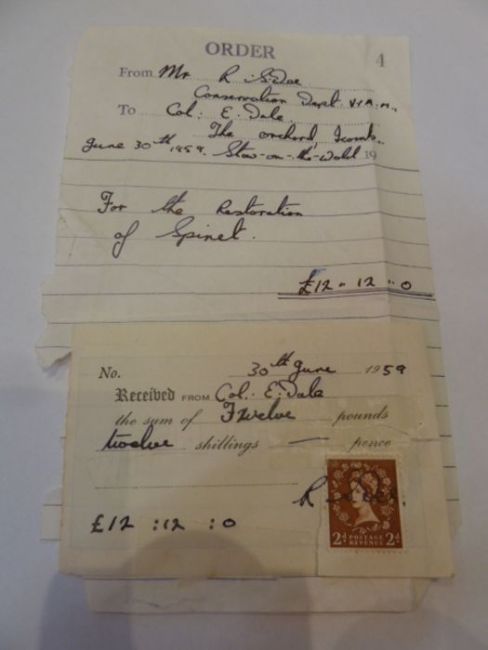 ORDER
4
From Mr R
Conservation Dept V.&A.M.
To Col: E. Dale.
The orchard,
June 30th 1959. Stow-on-the-Wold 19
For the Restoration
of Spinet.
£12 " 12 " 0
No. 30th June 1959
Received FROM Col: E. Dale
the sum of Twelve pounds
twelve shillings — pence
R
£12 : 12 : 0
2d POSTAGE REVENUE 2d